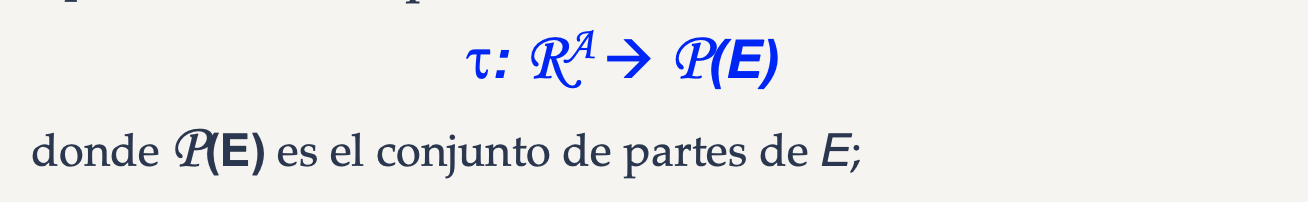 τ: ℛ^𝒜 → 𝒫(E)
donde 𝒫(E) es el conjunto de partes de E;